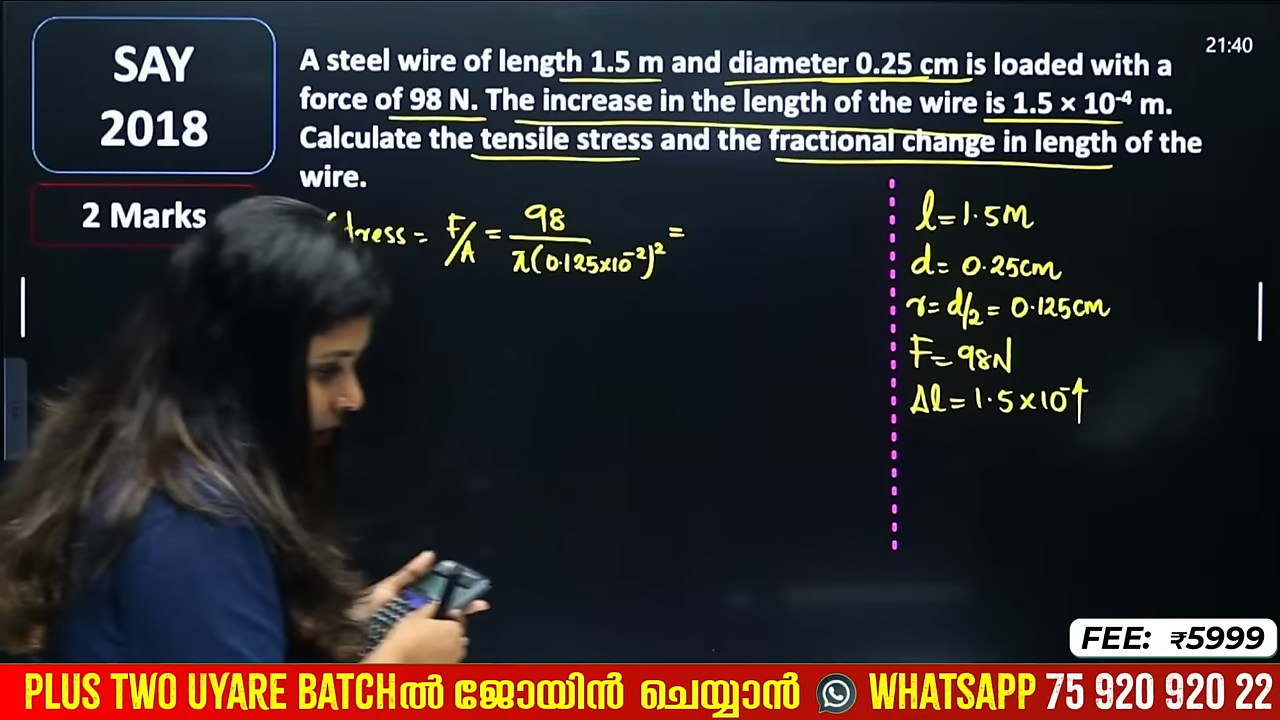 SAY
2018
2 Marks
21:40
A steel wire of length 1.5 m and diameter 0.25 cm is loaded with a
force of 98 N. The increase in the length of the wire is 1.5 × 10⁻⁴ m.
Calculate the tensile stress and the fractional change in length of the
wire.
tress = F/A = 98/π(0.125×10⁻²)² =
l = 1.5m
d = 0.25cm
r = d/2 = 0.125cm
F = 98N
Δl = 1.5×10⁻⁴
FEE: ₹5999
PLUS TWO UYARE BATCHൽ ജോയിൻ ചെയ്യാൻ WHATSAPP 75 920 920 22